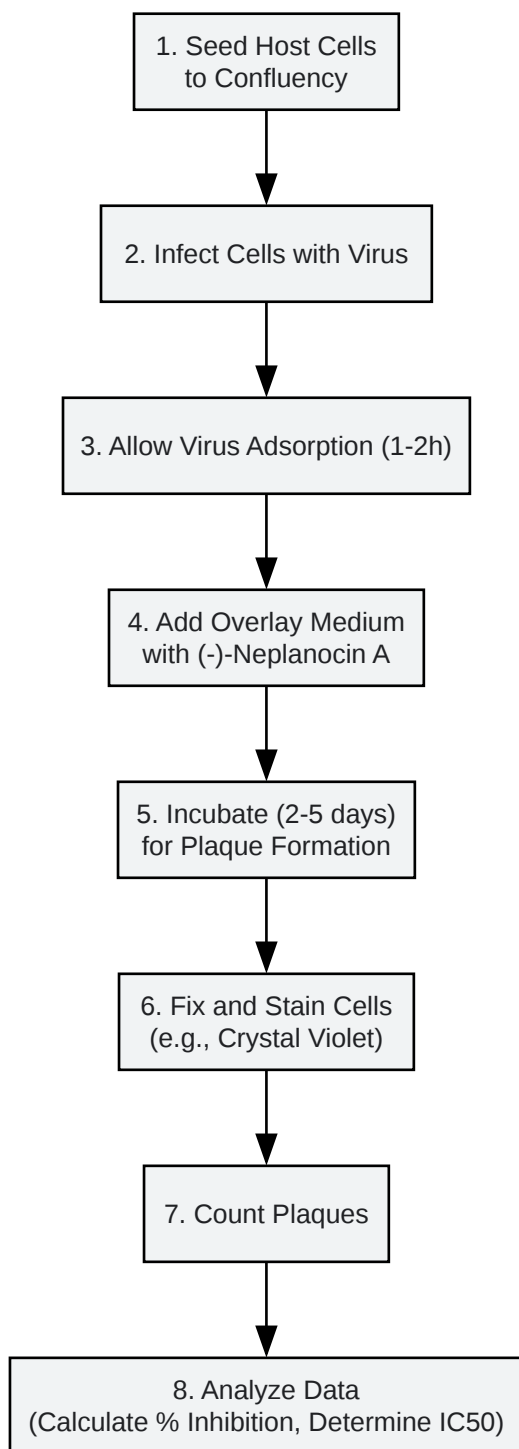 1. Seed Host Cells
to Confluency
2. Infect Cells with Virus
3. Allow Virus Adsorption (1-2h)
4. Add Overlay Medium
with (-)-Neplanocin A
5. Incubate (2-5 days)
for Plaque Formation
6. Fix and Stain Cells
(e.g., Crystal Violet)
7. Count Plaques
8. Analyze Data
(Calculate % Inhibition, Determine IC50)